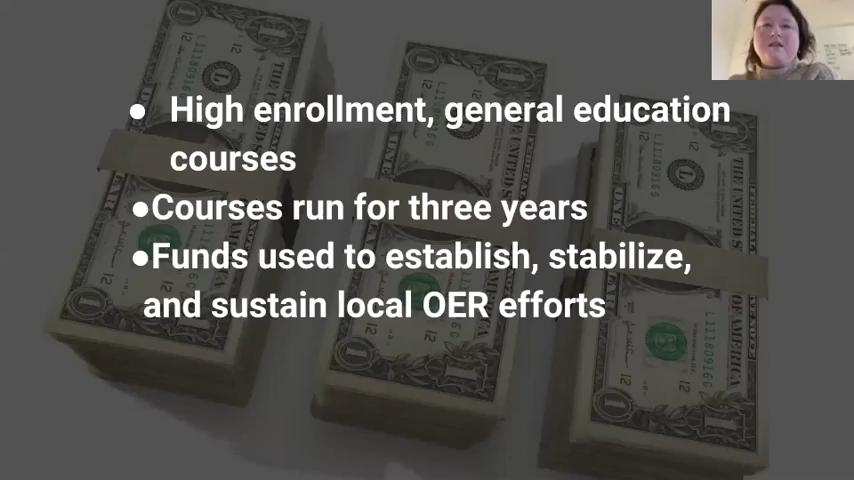 ● High enrollment, general education
courses
●Courses run for three years
●Funds used to establish, stabilize,
and sustain local OER efforts